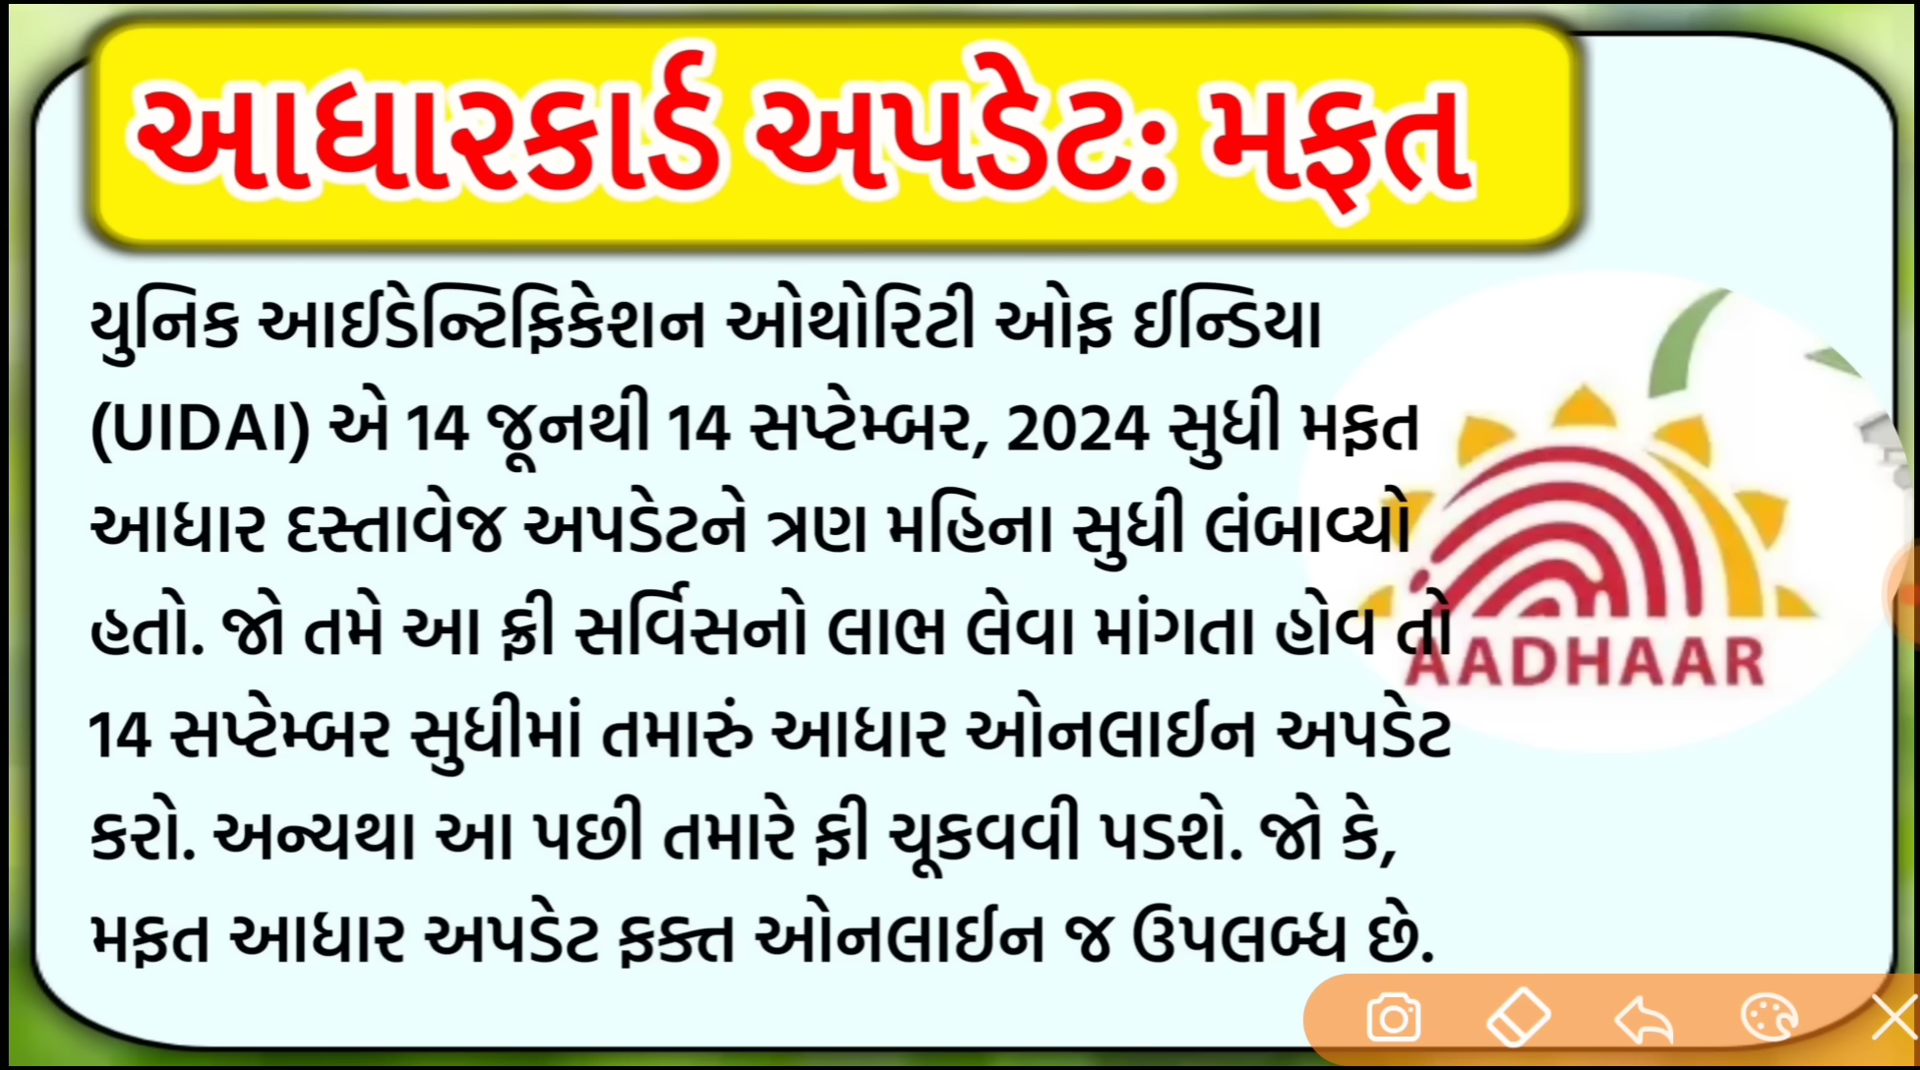 આધારકાર્ડ અપડેટ: મફત
યુનિક આઈડેન્ટિફિકેશન ઓથોરિટી ઓફ ઈન્ડિયા
(UIDAI) એ 14 જૂનથી 14 સપ્ટેમ્બર, 2024 સુધી મફત
આધાર દસ્તાવેજ અપડેટને ત્રણ મહિના સુધી લંબાવ્યો
હતો. જો તમે આ ફ્રી સર્વિસનો લાભ લેવા માંગતા હોવ તો
AADHAAR
14 સપ્ટેમ્બર સુધીમાં તમારું આધાર ઓનલાઈન અપડેટ
કરો. અન્યથા આ પછી તમારે ફી ચૂકવવી પડશે. જો કે,
મફત આધાર અપડેટ ફક્ત ઓનલાઈન જ ઉપલબ્ધ છે.